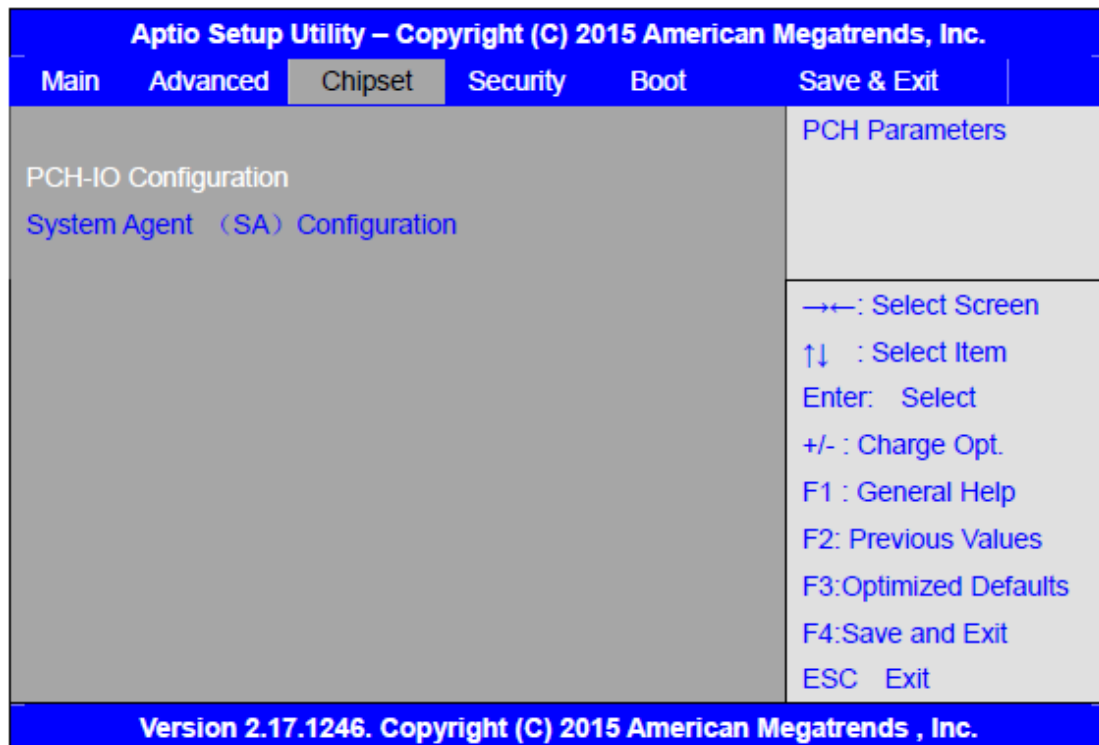 Aptio Setup Utility – Copyright (C) 2015 American Megatrends, Inc.
Main Advanced Chipset Security Boot Save & Exit
PCH-IO Configuration
System Agent （SA）Configuration
PCH Parameters
→←: Select Screen
↑↓ : Select Item
Enter: Select
+/- : Charge Opt.
F1 : General Help
F2: Previous Values
F3:Optimized Defaults
F4:Save and Exit
ESC Exit
Version 2.17.1246. Copyright (C) 2015 American Megatrends , Inc.